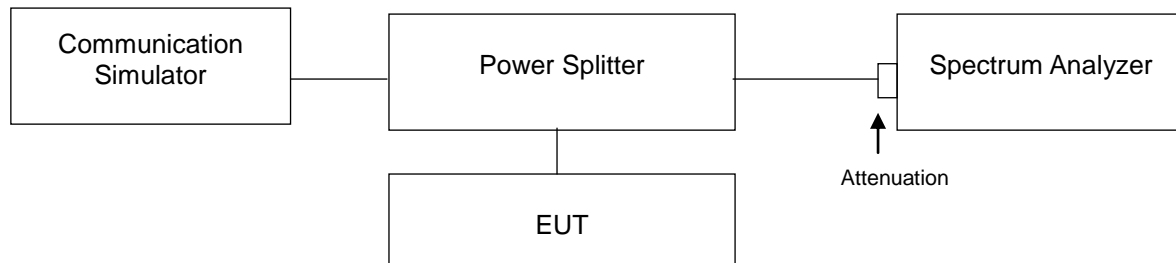 Communication
Simulator
Power Splitter
Spectrum Analyzer
Attenuation
EUT